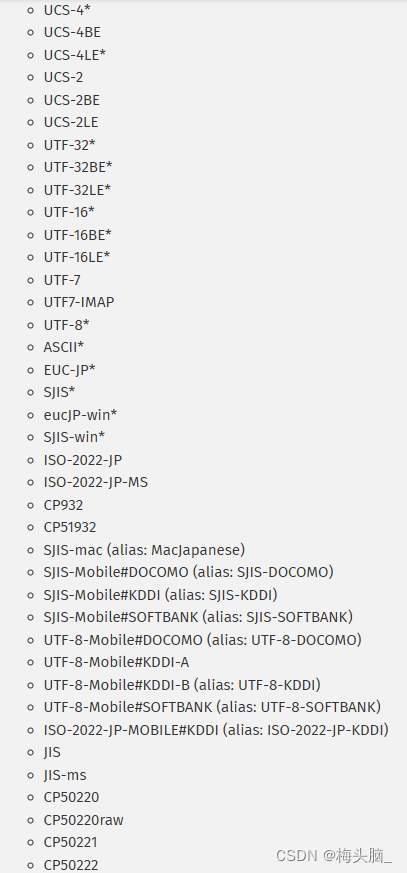 UCS-4*
UCS-4BE
UCS-4LE*
UCS-2
UCS-2BE
UCS-2LE
UTF-32*
UTF-32BE*
UTF-32LE*
UTF-16*
UTF-16BE*
UTF-16LE*
UTF-7
UTF7-IMAP
UTF-8*
ASCII*
EUC-JP*
SJIS*
eucJP-win*
SJIS-win*
ISO-2022-JP
ISO-2022-JP-MS
CP932
CP51932
SJIS-mac (alias: MacJapanese)
SJIS-Mobile#DOCOMO (alias: SJIS-DOCOMO)
SJIS-Mobile#KDDI (alias: SJIS-KDDI)
SJIS-Mobile#SOFTBANK (alias: SJIS-SOFTBANK)
UTF-8-Mobile#DOCOMO (alias: UTF-8-DOCOMO)
UTF-8-Mobile#KDDI-A
UTF-8-Mobile#KDDI-B (alias: UTF-8-KDDI)
UTF-8-Mobile#SOFTBANK (alias: UTF-8-SOFTBANK)
ISO-2022-JP-MOBILE#KDDI (alias: ISO-2022-JP-KDDI)
JIS
JIS-ms
CP50220
CP50220raw
CP50221
CP50222
CSDN @梅头脑_